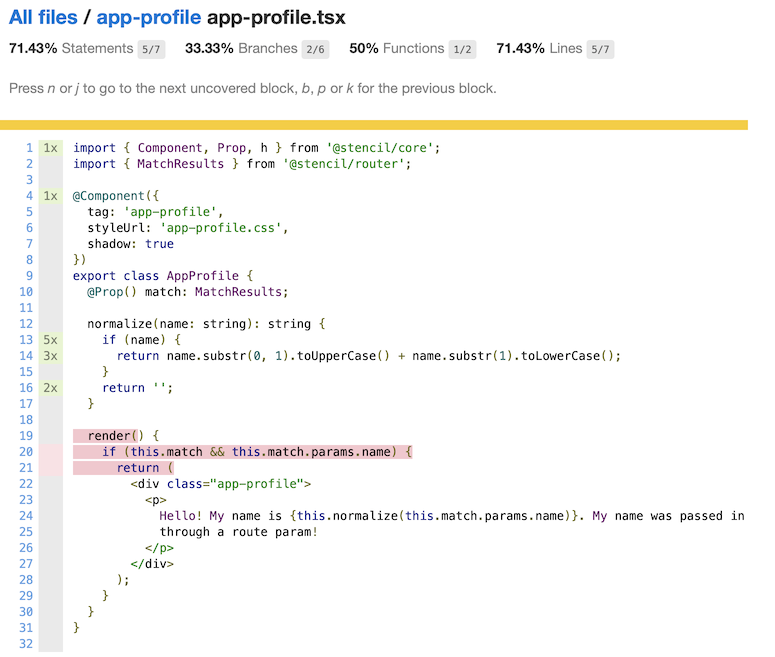 All files / app-profile app-profile.tsx
71.43% Statements 5/7 33.33% Branches 2/6 50% Functions 1/2 71.43% Lines 5/7
Press n or j to go to the next uncovered block, b, p or k for the previous block.
1 1x import { Component, Prop, h } from '@stencil/core';
2 import { MatchResults } from '@stencil/router';
3
4 1x @Component({
5 tag: 'app-profile',
6 styleUrl: 'app-profile.css',
7 shadow: true
8 })
9 export class AppProfile {
10 @Prop() match: MatchResults;
11
12 normalize(name: string): string {
13 5x if (name) {
14 3x return name.substr(0, 1).toUpperCase() + name.substr(1).toLowerCase();
15 }
16 2x return '';
17 }
18
19 render() {
20 if (this.match && this.match.params.name) {
21 return (
22 <div class="app-profile">
23 <p>
24 Hello! My name is {this.normalize(this.match.params.name)}. My name was passed in
25 through a route param!
26 </p>
27 </div>
28 );
29 }
30 }
31 }
32